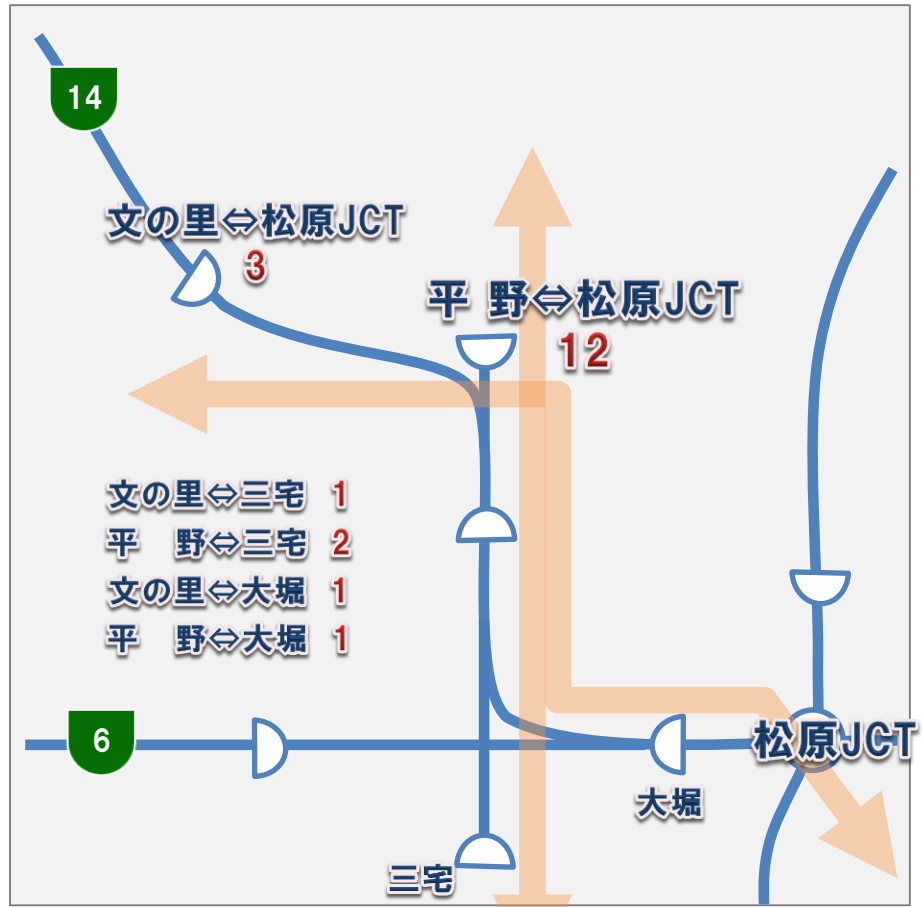 14
文の里⇔松原JCT
3
平 野⇔松原JCT
12
文の里⇔三宅 1
平 野⇔三宅 2
文の里⇔大堀 1
平 野⇔大堀 1
6
松原JCT
大堀
三宅